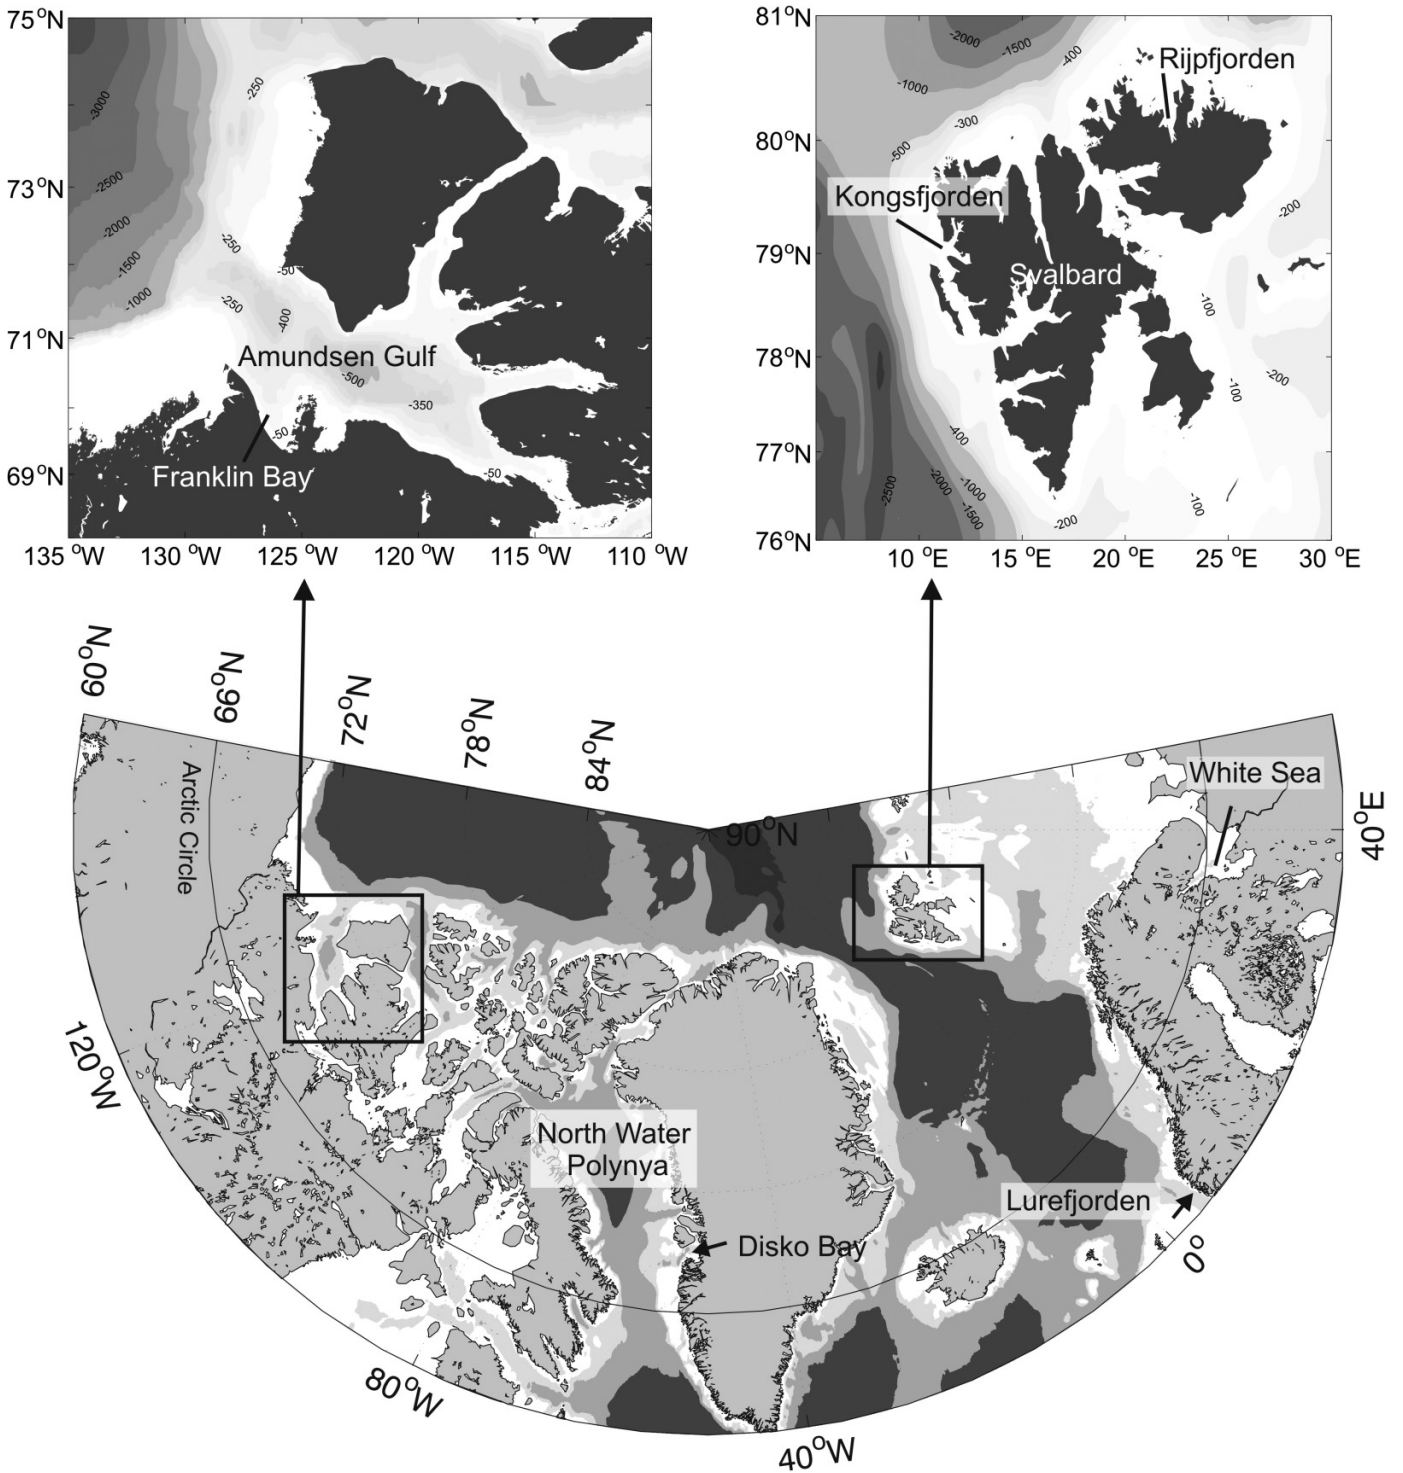 75°N
73°N
71°N
69°N
135°W
130°W
125°W
120°W
115°W
110°W
-3000
-2500
-2000
-1500
-1000
-250
-250
-250
-50
-400
Amundsen Gulf
-500
-350
-50
-50
Franklin Bay
81°N
80°N
79°N
78°N
77°N
76°N
10°E
15°E
20°E
25°E
30°E
-2000
-1500
-400
-1000
-300
-500
Rijpfjorden
Kongsfjorden
Svalbard
-200
-100
-200
-100
-400
-2500
-2000
-1000
-1500
-200
-100
60°N
66°N
72°N
78°N
84°N
90°N
Arctic Circle
White Sea
40°E
120°W
North Water
Polynya
Disko Bay
Lurefjorden
0°
80°W
40°W